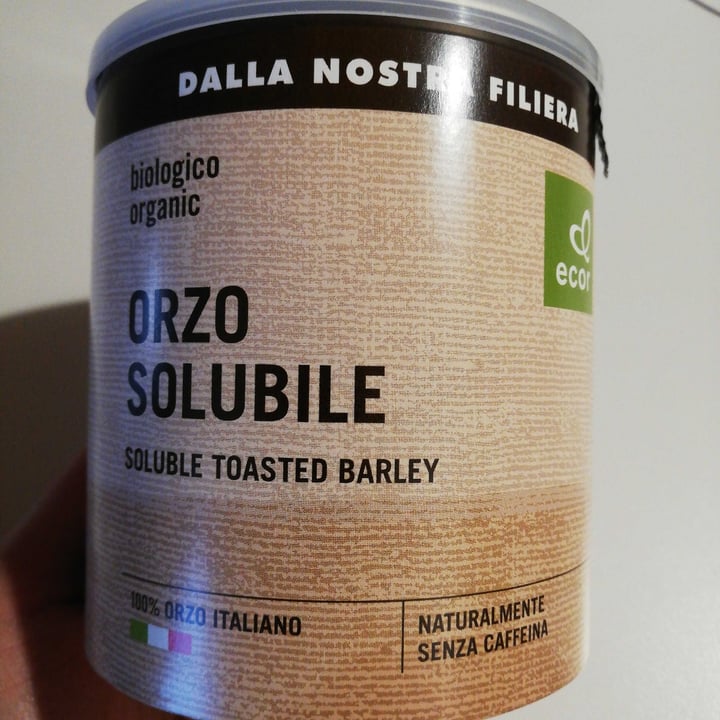 DALLA NOSTRA FILIERA
biologico
organic
ecor
ORZO
SOLUBILE
SOLUBLE TOASTED BARLEY
100% ORZO ITALIANO
NATURALMENTE
SENZA CAFFEINA